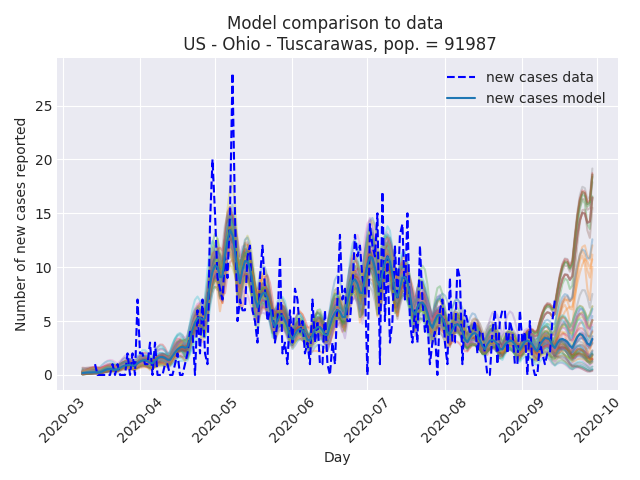 Model comparison to data
US - Ohio - Tuscarawas, pop. = 91987
new cases data
new cases model
Number of new cases reported
25
20
15
10
5
0
2020-03
2020-04
2020-05
2020-06
2020-07
2020-08
2020-09
2020-10
Day